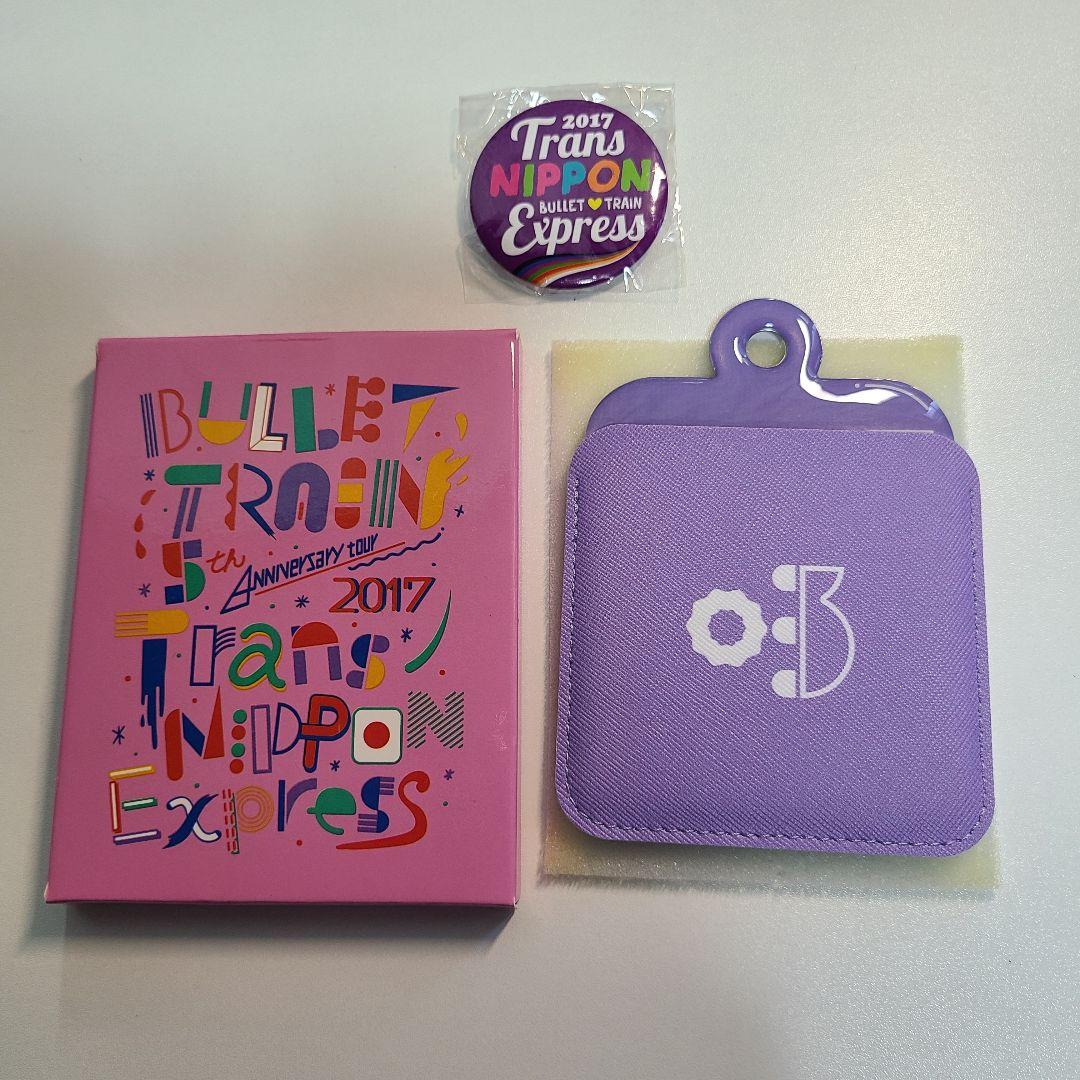 2017
Trans
NIPPON
BULLET TRAIN
Express
BULLET
TRAIN
5th Anniversary tour
2017
Trans
NIPPON
Express